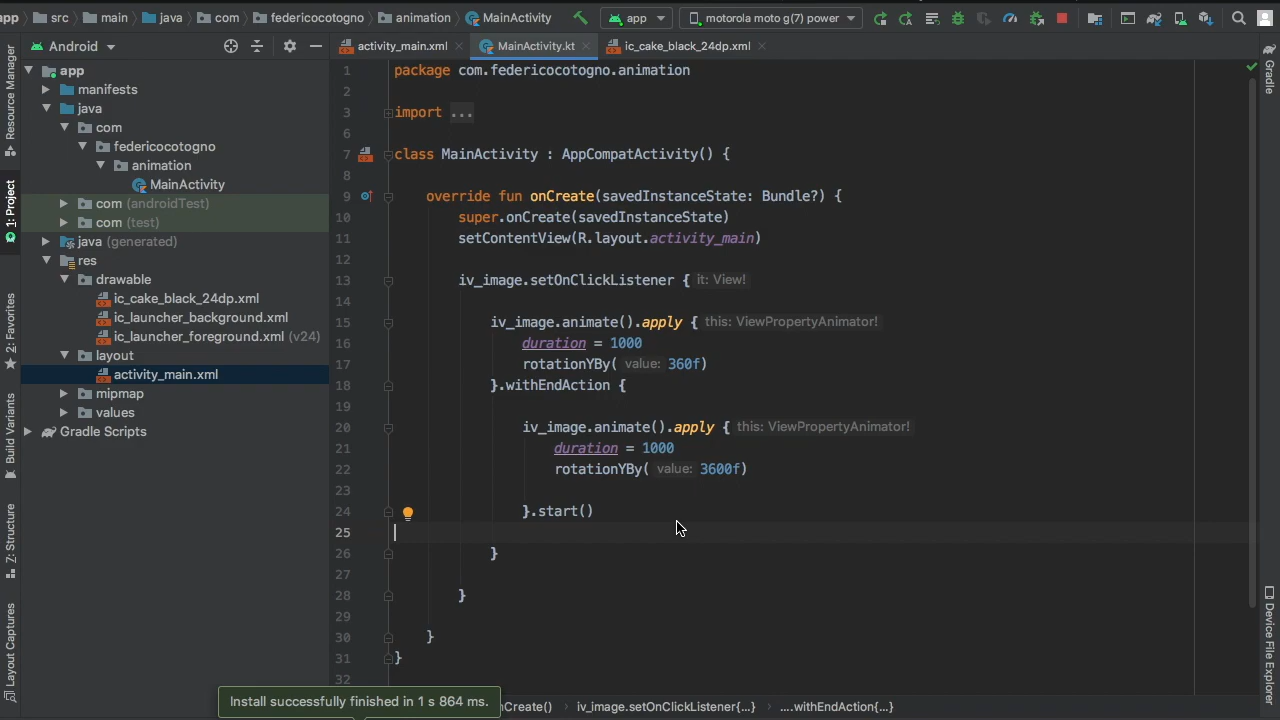 app src main java com federicocotogno animation MainActivity app motorola moto g(7) power
Android
activity_main.xml MainActivity.kt ic_cake_black_24dp.xml
Resource Manager
1: Project
2: Favorites
Build Variants
Z: Structure
Layout Captures
app
manifests
java
com
federicocotogno
animation
MainActivity
com (androidTest)
com (test)
java (generated)
res
drawable
ic_cake_black_24dp.xml
ic_launcher_background.xml
ic_launcher_foreground.xml (v24)
layout
activity_main.xml
mipmap
values
Gradle Scripts
1 package com.federicocotogno.animation
2
3 import ...
6
7 class MainActivity : AppCompatActivity() {
8
9 override fun onCreate(savedInstanceState: Bundle?) {
10 super.onCreate(savedInstanceState)
11 setContentView(R.layout.activity_main)
12
13 iv_image.setOnClickListener { it: View!
14
15 iv_image.animate().apply { this: ViewPropertyAnimator!
16 duration = 1000
17 rotationYBy( value: 360f)
18 }.withEndAction {
19
20 iv_image.animate().apply { this: ViewPropertyAnimator!
21 duration = 1000
22 rotationYBy( value: 3600f)
23
24 }.start()
25
26 }
27
28 }
29
30 }
31 }
32
Gradle
Device File Explorer
Install successfully finished in 1 s 864 ms.
nCreate() iv_image.setOnClickListener{...} ....withEndAction{...}